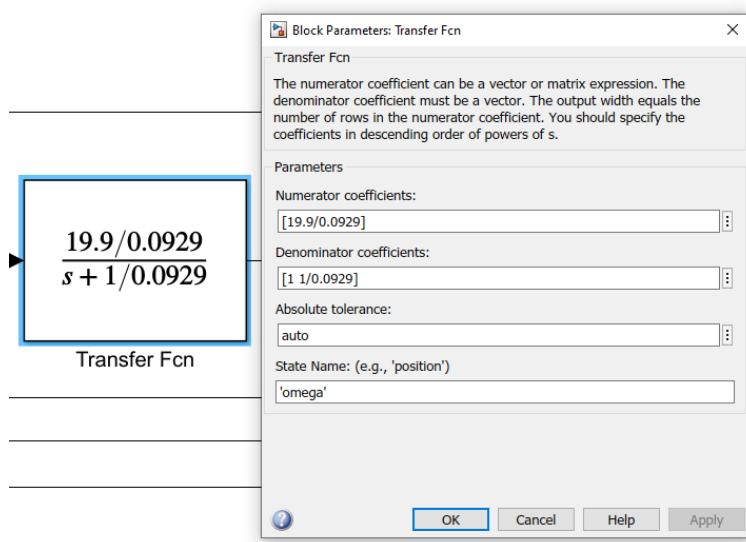 19.9/0.0929
s + 1/0.0929
Transfer Fcn
Block Parameters: Transfer Fcn
Transfer Fcn
The numerator coefficient can be a vector or matrix expression. The
denominator coefficient must be a vector. The output width equals the
number of rows in the numerator coefficient. You should specify the
coefficients in descending order of powers of s.
Parameters
Numerator coefficients:
[19.9/0.0929]
Denominator coefficients:
[1 1/0.0929]
Absolute tolerance:
auto
State Name: (e.g., 'position')
'omega'
OK Cancel Help Apply